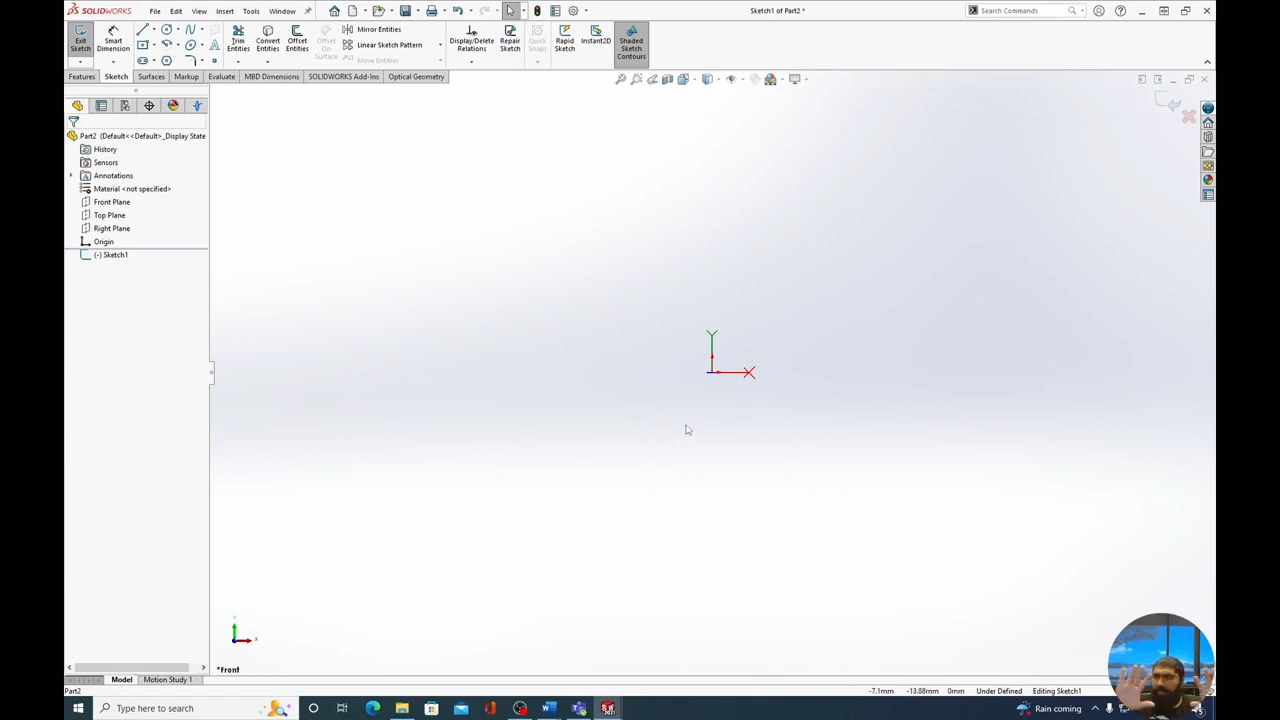 SOLIDWORKS File Edit View Insert Tools Window Sketch1 of Part2 * Search Commands
Exit Sketch
Smart Dimension
Trim Entities
Convert Entities
Offset Entities
Offset On Surface
Mirror Entities
Linear Sketch Pattern
Move Entities
Display/Delete Relations
Repair Sketch
Quick Snaps
Rapid Sketch
Instant2D
Shaded Sketch Contours
Features Sketch Surfaces Markup Evaluate MBD Dimensions SOLIDWORKS Add-Ins Optical Geometry
Part2 (Default<<Default>_Display State
History
Sensors
Annotations
Material <not specified>
Front Plane
Top Plane
Right Plane
Origin
(-) Sketch1
*Front
Model Motion Study 1
Part2 -7.1mm -13.88mm 0mm Under Defined Editing Sketch1
Type here to search Rain coming